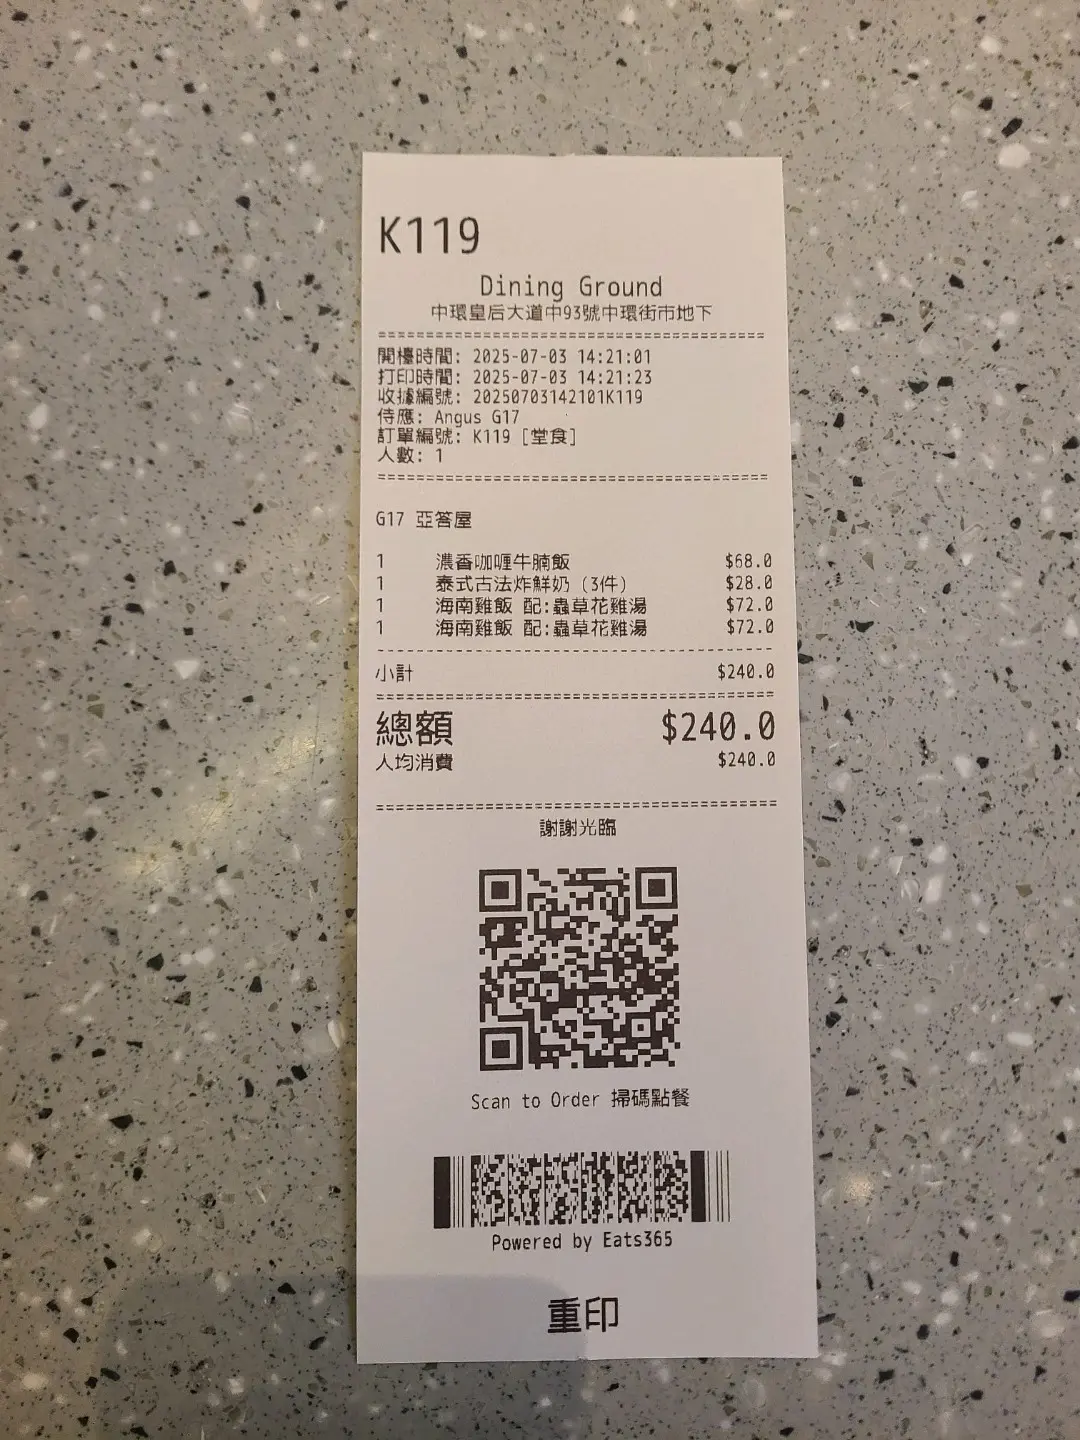 K119
Dining Ground
中環皇后大道中93號中環街市地下
開檯時間: 2025-07-03 14:21:01
打印時間: 2025-07-03 14:21:23
收據編號: 20250703142101K119
侍應: Angus G17
訂單編號: K119 [堂食]
人數: 1
G17 亞答屋
1 濃香咖喱牛腩飯 $68.0
1 泰式古法炸鮮奶 (3件) $28.0
1 海南雞飯 配:蟲草花雞湯 $72.0
1 海南雞飯 配:蟲草花雞湯 $72.0
小計 $240.0
總額 $240.0
人均消費 $240.0
謝謝光臨
Scan to Order 掃碼點餐
Powered by Eats365
重印